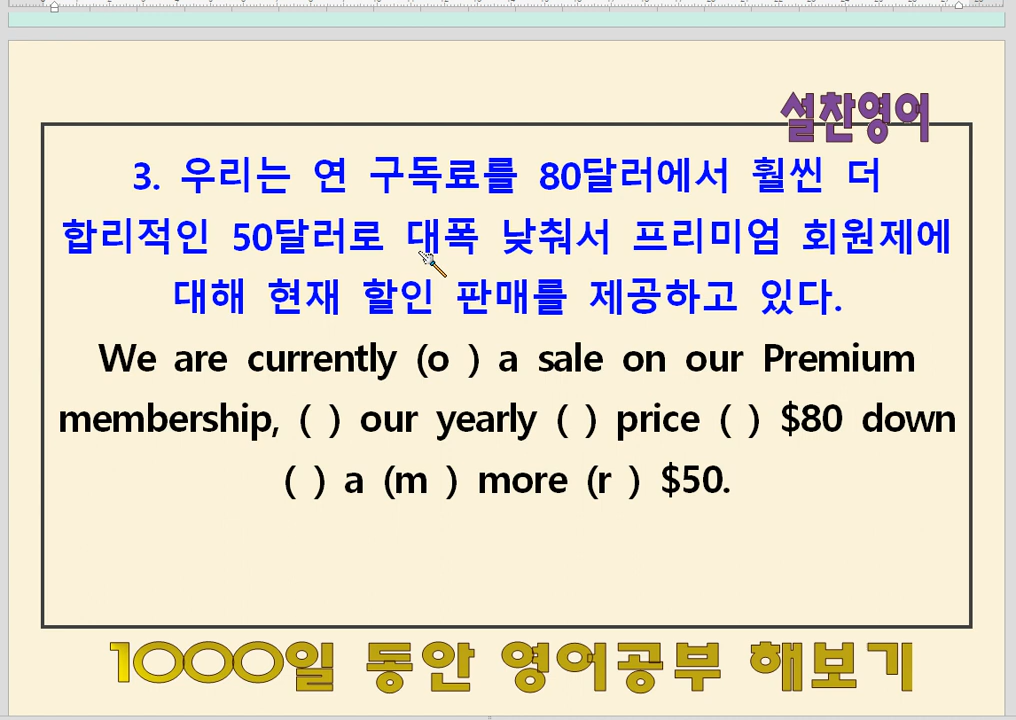 설찬영어
3. 우리는 연 구독료를 80달러에서 훨씬 더
합리적인 50달러로 대폭 낮춰서 프리미엄 회원제에
대해 현재 할인 판매를 제공하고 있다.
We are currently (o ) a sale on our Premium
membership, ( ) our yearly ( ) price ( ) $80 down
( ) a (m ) more (r ) $50.
1000일 동안 영어공부 해보기